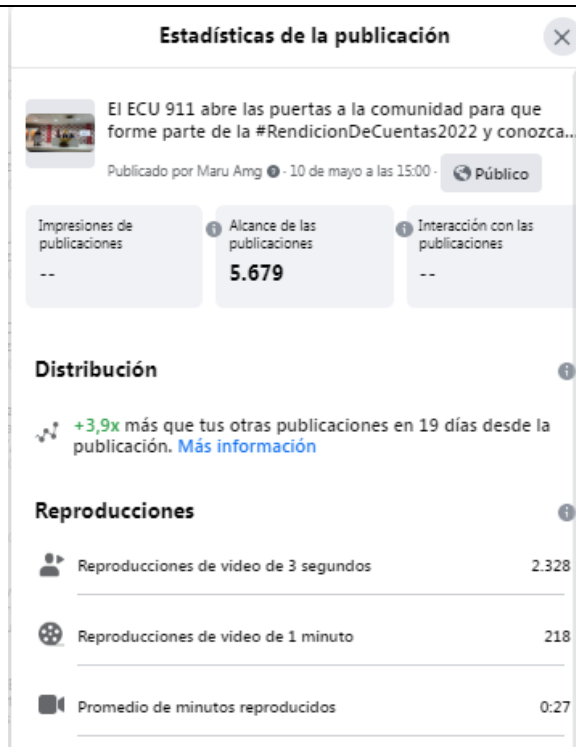 Estadísticas de la publicación
El ECU 911 abre las puertas a la comunidad para que
forme parte de la #RendicionDeCuentas2022 y conozca...
Publicado por Maru Amg · 10 de mayo a las 15:00 · Público
Impresiones de
publicaciones
--
Alcance de las
publicaciones
5.679
Interacción con las
publicaciones
--
Distribución
+3,9x más que tus otras publicaciones en 19 días desde la
publicación. Más información
Reproducciones
Reproducciones de video de 3 segundos 2.328
Reproducciones de video de 1 minuto 218
Promedio de minutos reproducidos 0:27